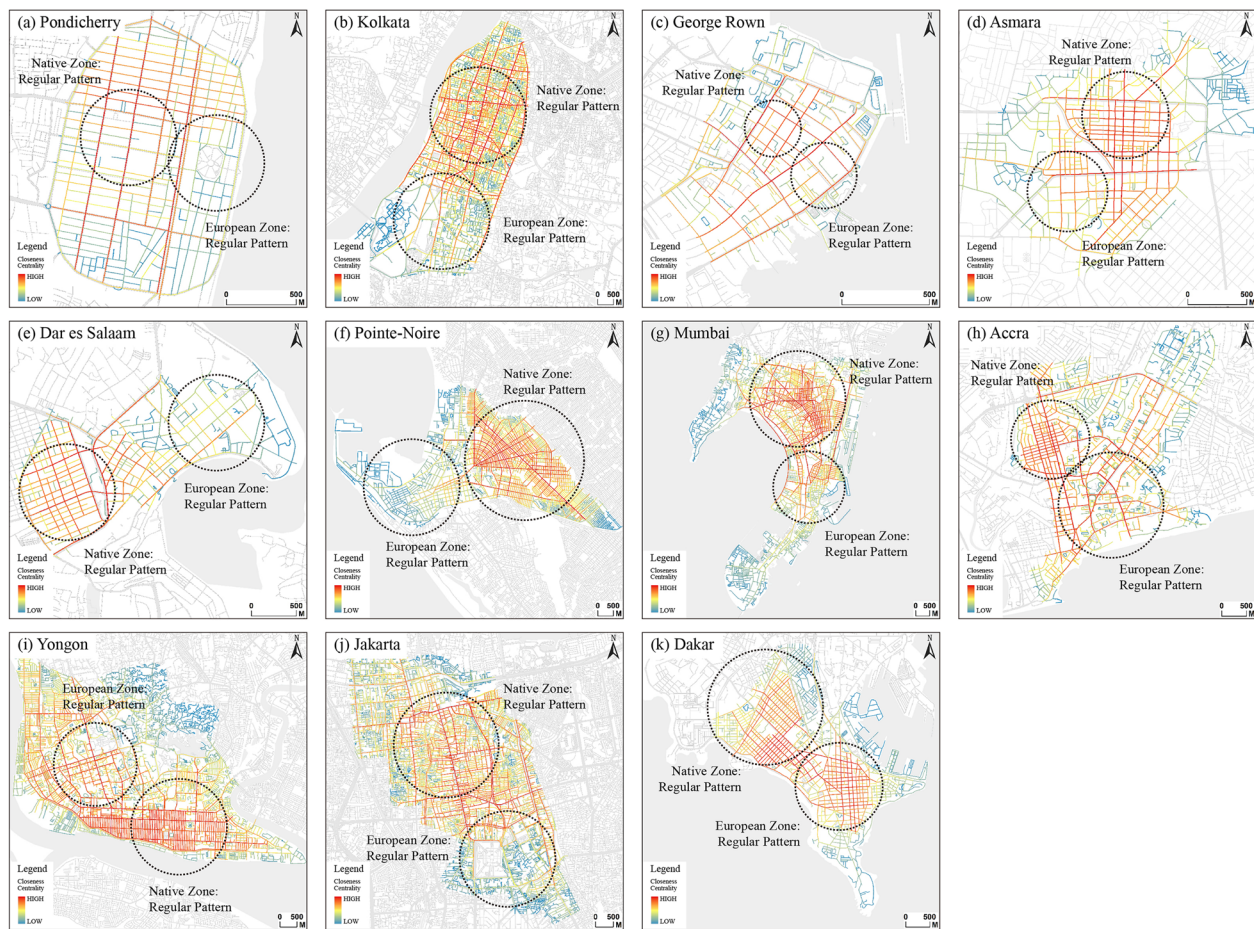 (a) Pondicherry
N
Native Zone:
Regular Pattern
European Zone:
Regular Pattern
Legend
Closeness
Centrality
HIGH
LOW
0 500
M
(b) Kolkata
N
Native Zone:
Regular Pattern
European Zone:
Regular Pattern
Legend
Closeness
Centrality
HIGH
LOW
0 500
M
(c) George Rown
N
Native Zone:
Regular Pattern
European Zone:
Regular Pattern
Legend
Closeness
Centrality
HIGH
LOW
0 500
M
(d) Asmara
N
Native Zone:
Regular Pattern
European Zone:
Regular Pattern
Legend
Closeness
Centrality
HIGH
LOW
0 500
M
(e) Dar es Salaam
N
European Zone:
Regular Pattern
Native Zone:
Regular Pattern
Legend
Closeness
Centrality
HIGH
LOW
0 500
M
(f) Pointe-Noire
N
Native Zone:
Regular Pattern
European Zone:
Regular Pattern
Legend
Closeness
Centrality
HIGH
LOW
0 500
M
(g) Mumbai
N
Native Zone:
Regular Pattern
European Zone:
Regular Pattern
Legend
Closeness
Centrality
HIGH
LOW
0 500
M
(h) Accra
N
Native Zone:
Regular Pattern
European Zone:
Regular Pattern
Legend
Closeness
Centrality
HIGH
LOW
0 500
M
(i) Yongon
N
European Zone:
Regular Pattern
Native Zone:
Regular Pattern
Legend
Closeness
Centrality
HIGH
LOW
0 500
M
(j) Jakarta
N
Native Zone:
Regular Pattern
European Zone:
Regular Pattern
Legend
Closeness
Centrality
HIGH
LOW
0 500
M
(k) Dakar
N
Native Zone:
Regular Pattern
European Zone:
Regular Pattern
Legend
Closeness
Centrality
HIGH
LOW
0 500
M